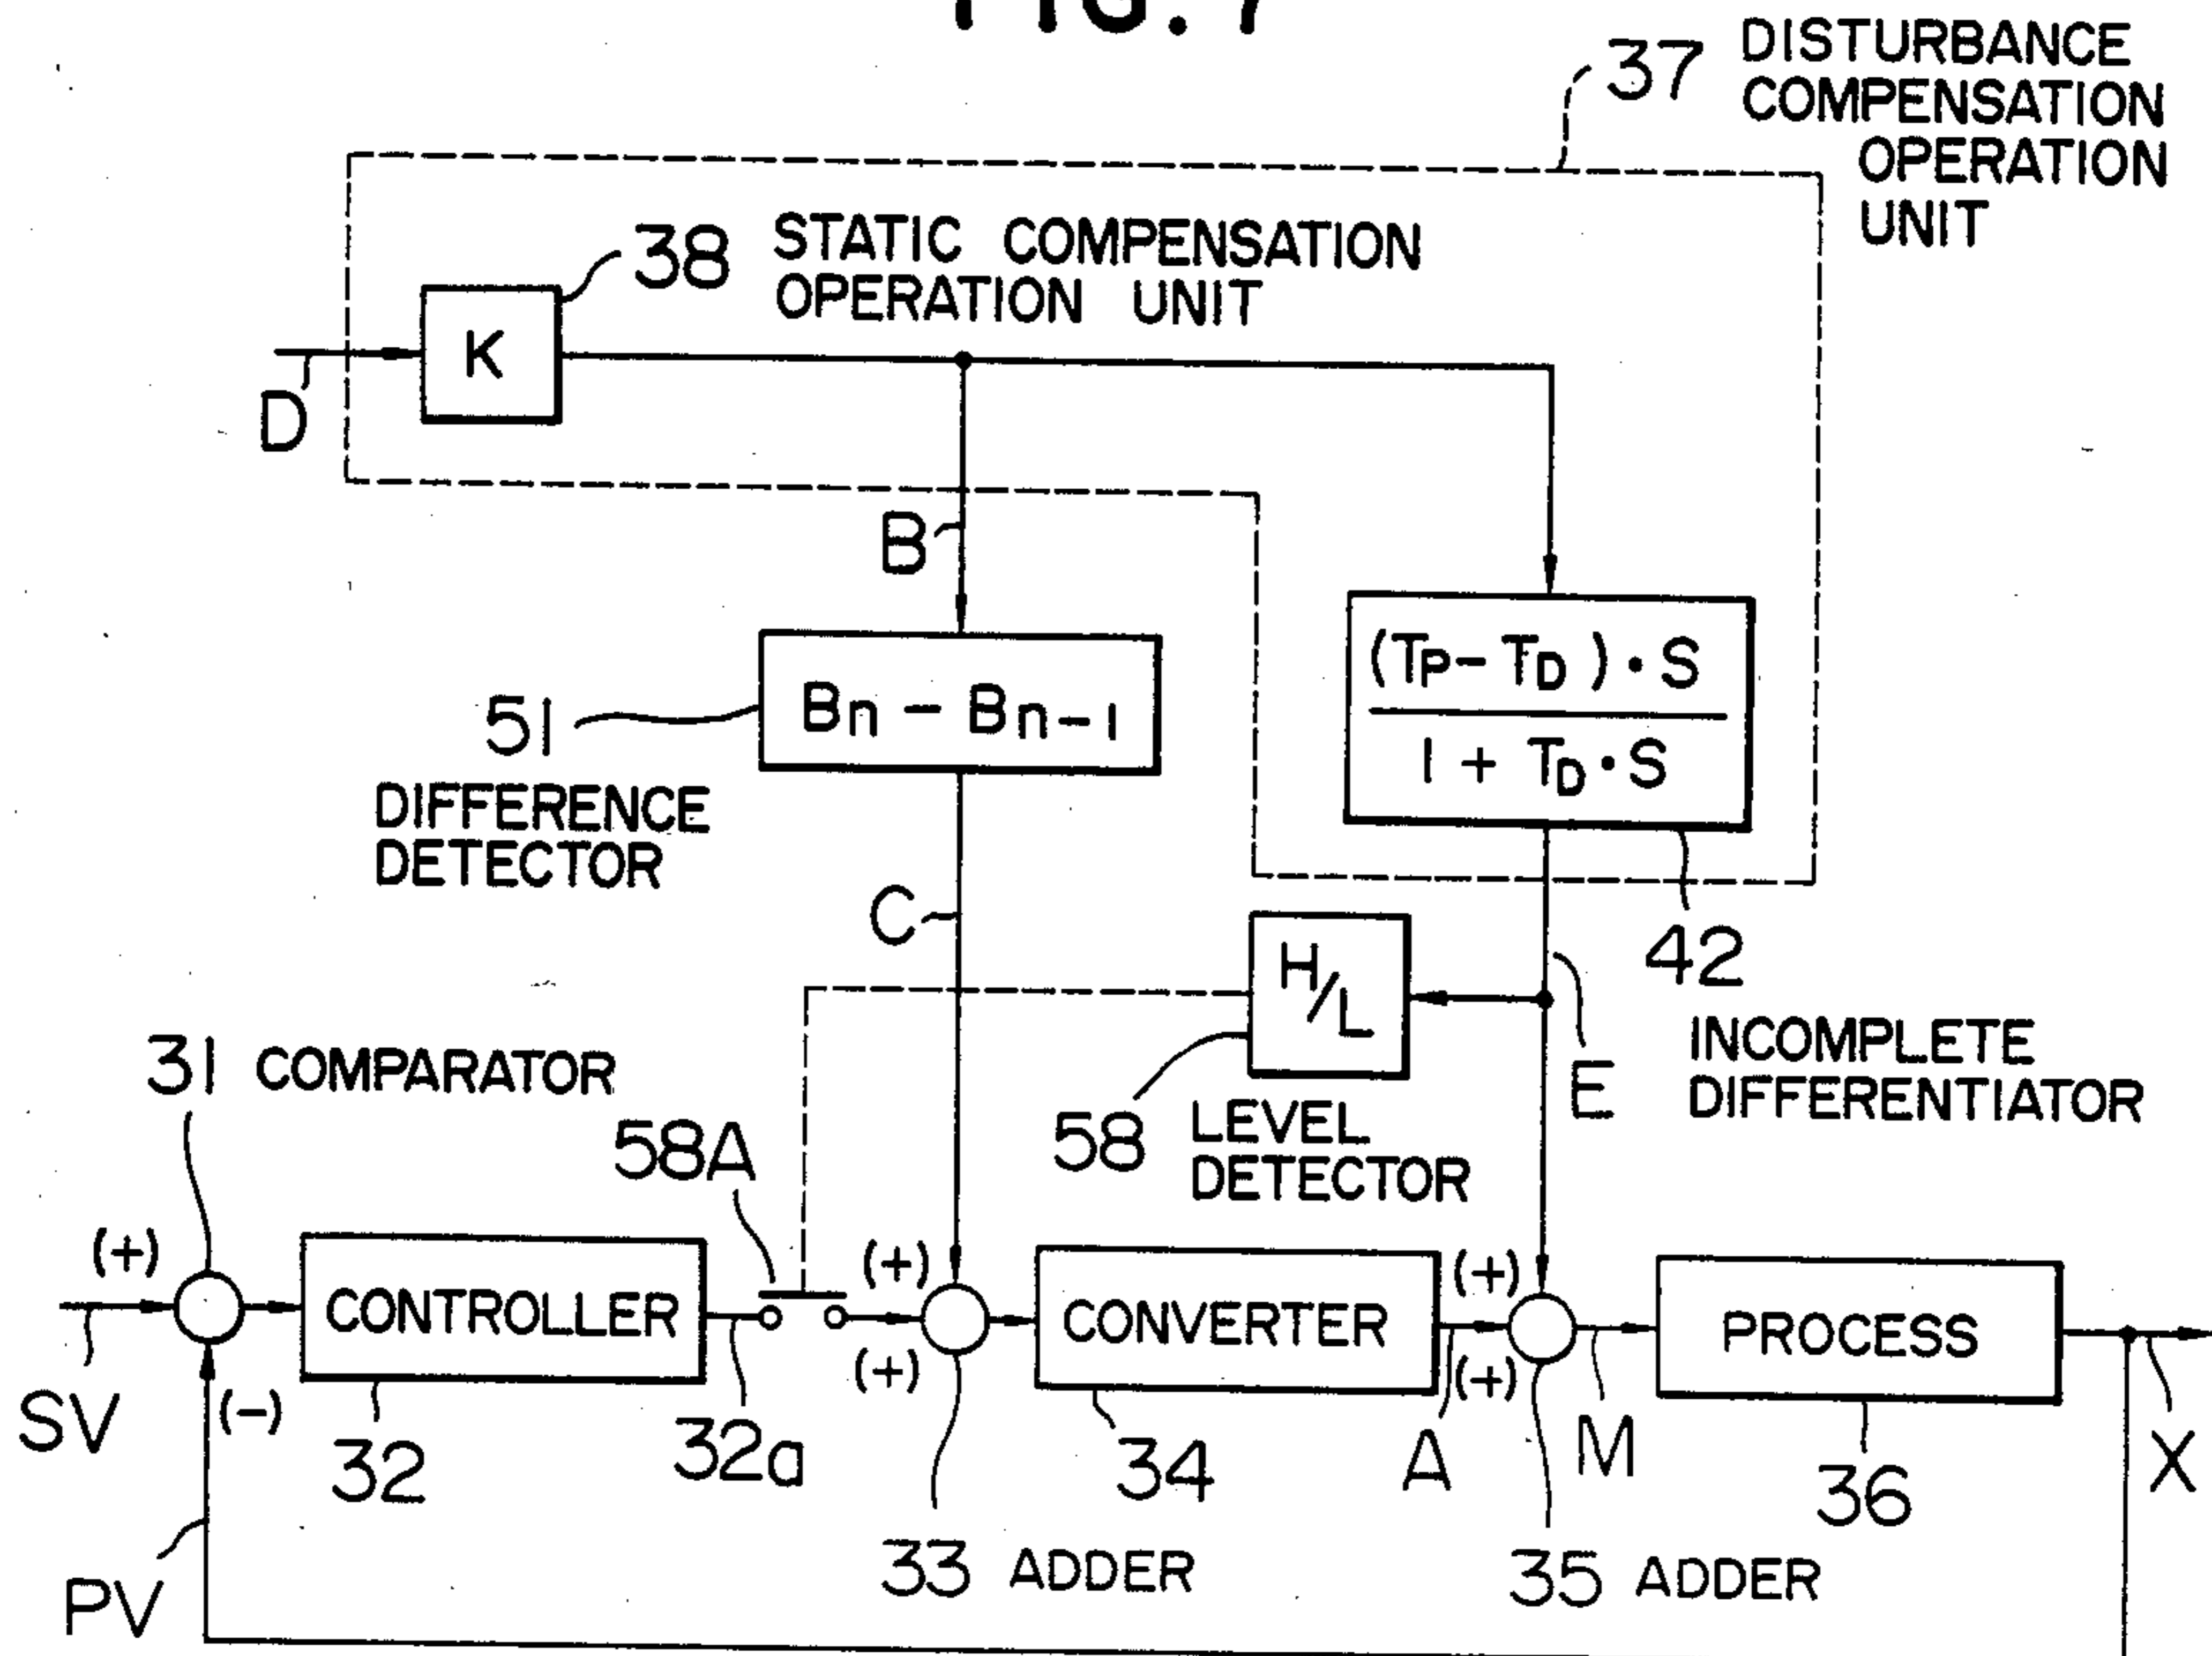 FIG. 7
37 DISTURBANCE
COMPENSATION
OPERATION
UNIT
38 STATIC COMPENSATION
OPERATION UNIT
K
D
B
Bn - Bn-1
51
DIFFERENCE
DETECTOR
(TP - TD) · S
1 + TD · S
42
INCOMPLETE
DIFFERENTIATOR
C
H/L
E
58 LEVEL
DETECTOR
31 COMPARATOR
58A
(+)
CONTROLLER
(+)
(+)
CONVERTER
(+)
(+)
PROCESS
SV
(-)
32
32a
34
A
M
36
X
PV
33 ADDER
35 ADDER